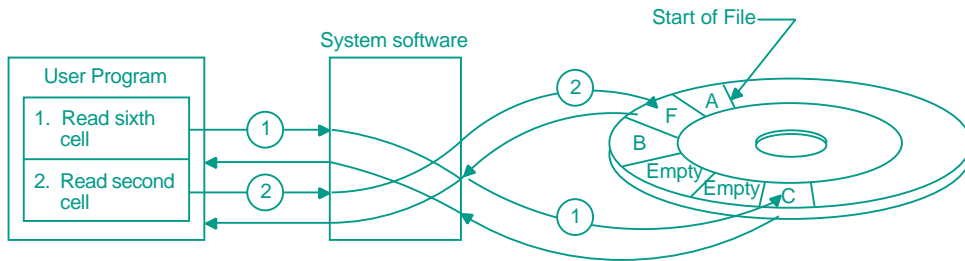 Start of File
System software
User Program
1. Read sixth
cell
2. Read second
cell
1
2
2
1
A
F
B
Empty
Empty
C